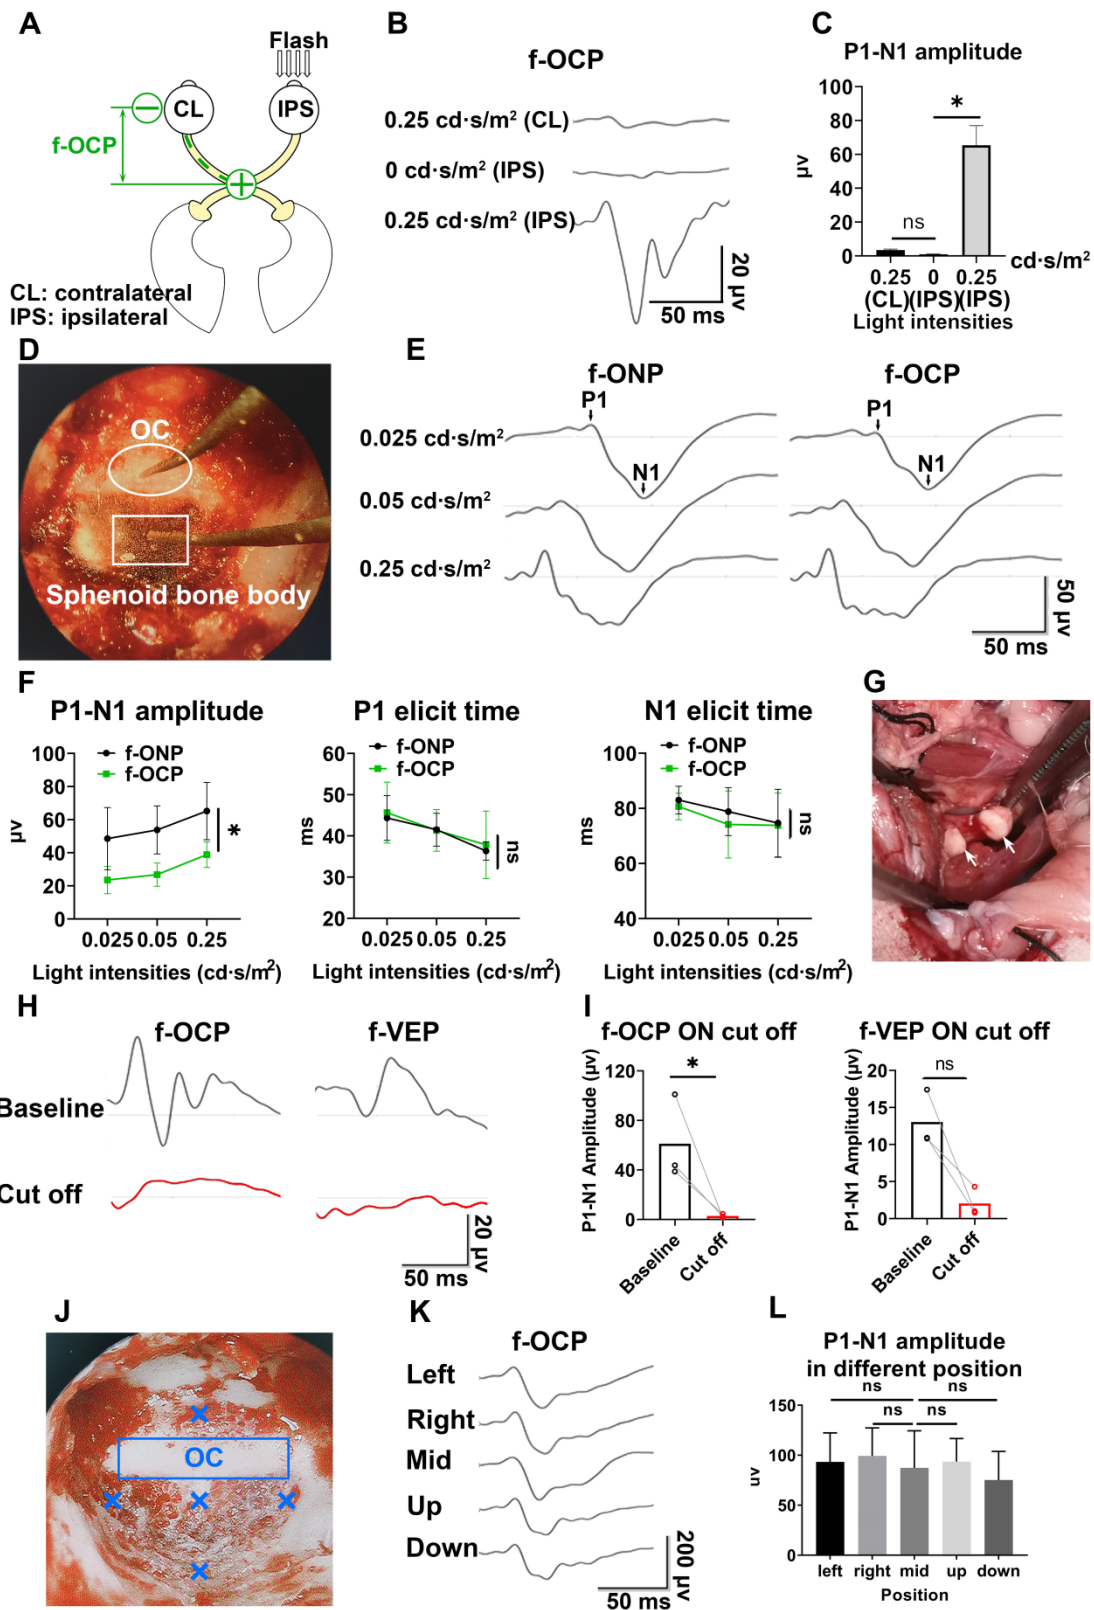 A
Flash
CL
IPS
f-OCP
CL: contralateral
IPS: ipsilateral
B
f-OCP
0.25 cd·s/m² (CL)
0 cd·s/m² (IPS)
0.25 cd·s/m² (IPS)
20 μv
50 ms
C
P1-N1 amplitude
*
ns
μv
100
80
60
40
20
0
0.25 0 0.25
cd·s/m²
(CL)(IPS)(IPS)
Light intensities
D
OC
Sphenoid bone body
E
f-ONP
f-OCP
P1
P1
N1
N1
0.025 cd·s/m²
0.05 cd·s/m²
0.25 cd·s/m²
50 μv
50 ms
F
P1-N1 amplitude
f-ONP
f-OCP
μv
100
80
60
40
20
0
*
0.025 0.05 0.25
Light intensities (cd·s/m²)
P1 elicit time
f-ONP
f-OCP
ms
60
50
40
30
20
ns
0.025 0.05 0.25
Light intensities (cd·s/m²)
N1 elicit time
f-ONP
f-OCP
ms
100
80
60
40
ns
0.025 0.05 0.25
Light intensities (cd·s/m²)
G
H
f-OCP
f-VEP
Baseline
Cut off
20 μv
50 ms
I
f-OCP ON cut off
P1-N1 Amplitude (μv)
120
80
40
0
*
Baseline
Cut off
f-VEP ON cut off
P1-N1 Amplitude (μv)
20
15
10
5
0
ns
Baseline
Cut off
J
OC
K
f-OCP
Left
Right
Mid
Up
Down
200 μv
50 ms
L
P1-N1 amplitude
in different position
ns ns
ns ns
uv
150
100
50
0
left right mid up down
Position